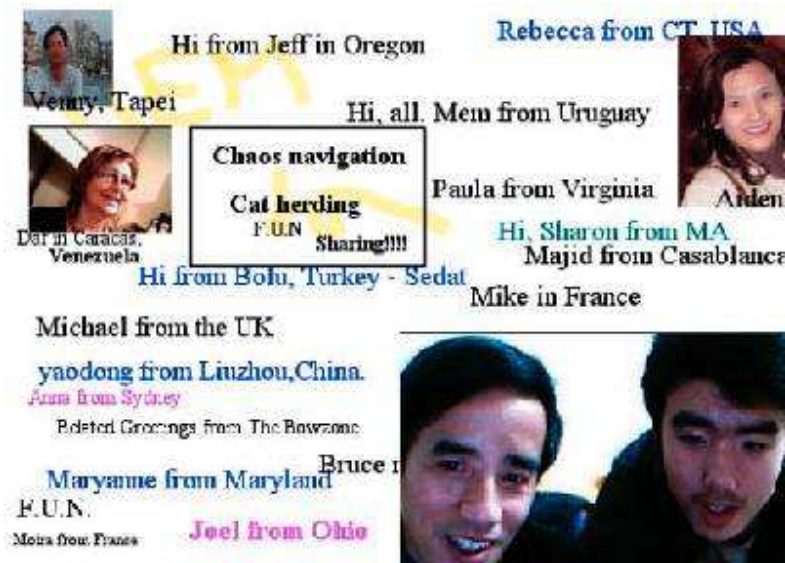 Rebecca from CT, USA
Hi from Jeff in Oregon
Venny, Tapei
Hi, all. Mem from Uruguay
Chaos navigation
Cat herding
F.U.N
Sharing!!!!
Paula from Virginia
Arden
Hi, Sharon from MA
in Caracas,
Venezuela
Majid from Casablanca
Hi from Bolu, Turkey - Sedat
Mike in France
Michael from the UK
yaodong from Liuzhou,China.
Anna from Sydney
Greetings from The Bowzone
Bruce
Maryanne from Maryland
F.U.N.
Joel from Ohio
Moira from France